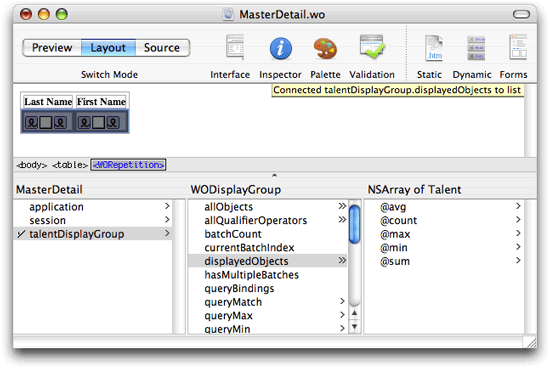 MasterDetail.wo
Preview Layout Source
Switch Mode Interface Inspector Palette Validation Static Dynamic Forms
Connected talentDisplayGroup.displayedObjects to list
Last Name First Name
<body> <table> <WORepetition>
MasterDetail WODisplayGroup NSArray of Talent
application > allObjects >> @avg >
session > allQualifierOperators >> @count >
talentDisplayGroup > batchCount @max >
currentBatchIndex @min >
displayedObjects >> @sum >
hasMultipleBatches
queryBindings
queryMatch >
queryMax >
queryMin >